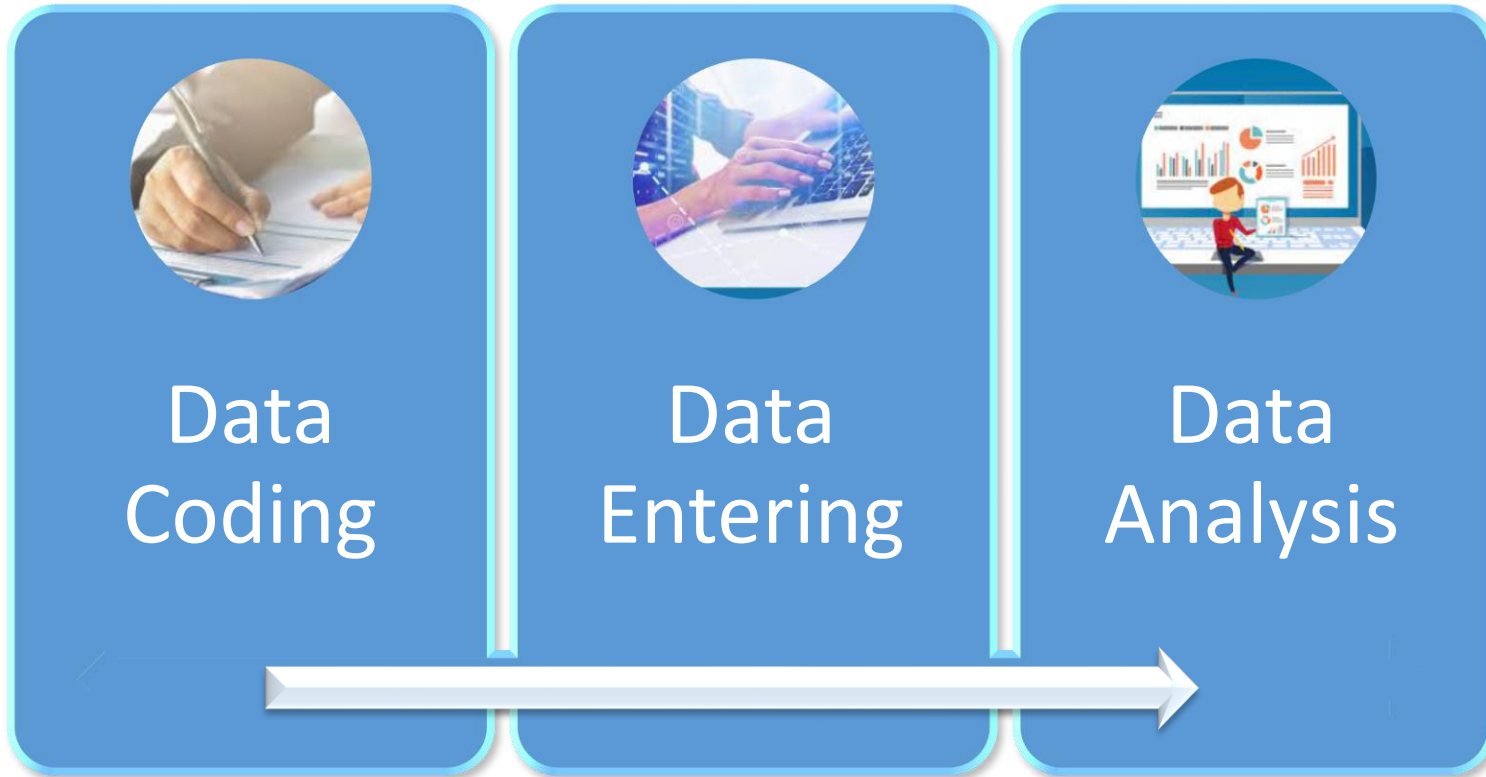 Data
Coding
Data
Entering
Data
Analysis